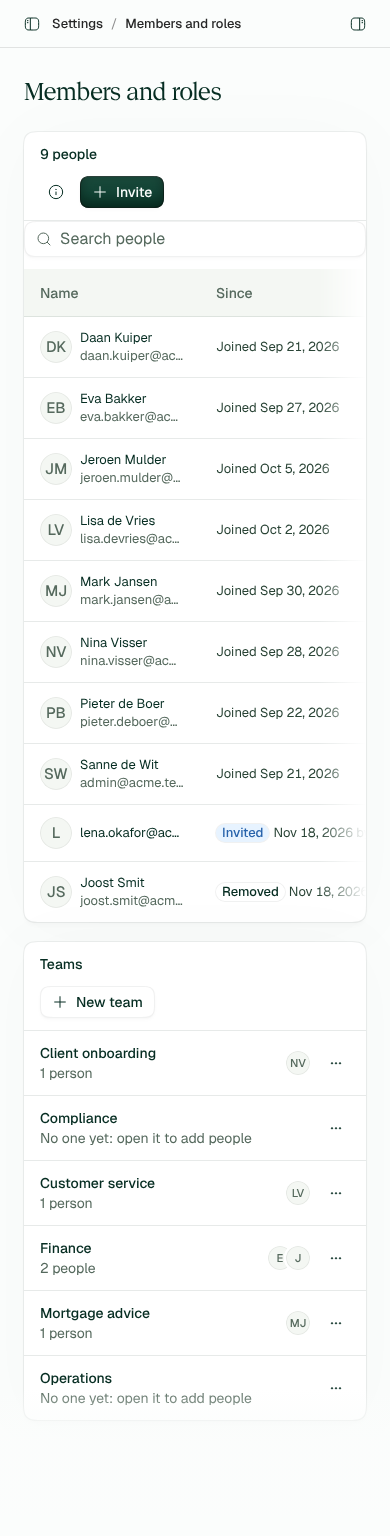 Settings / Members and roles
Members and roles
9 people
Invite
Search people
Name Since
DK Daan Kuiper
daan.kuiper@ac… Joined Sep 21, 2026
EB Eva Bakker
eva.bakker@ac… Joined Sep 27, 2026
JM Jeroen Mulder
jeroen.mulder@… Joined Oct 5, 2026
LV Lisa de Vries
lisa.devries@ac… Joined Oct 2, 2026
MJ Mark Jansen
mark.jansen@a… Joined Sep 30, 2026
NV Nina Visser
nina.visser@ac… Joined Sep 28, 2026
PB Pieter de Boer
pieter.deboer@… Joined Sep 22, 2026
SW Sanne de Wit
admin@acme.te… Joined Sep 21, 2026
L lena.okafor@ac… Invited Nov 18, 2026
JS Joost Smit
joost.smit@acm… Removed Nov 18, 2026
Teams
New team
Client onboarding
1 person NV
Compliance
No one yet: open it to add people
Customer service
1 person LV
Finance
2 people E J
Mortgage advice
1 person MJ
Operations
No one yet: open it to add people